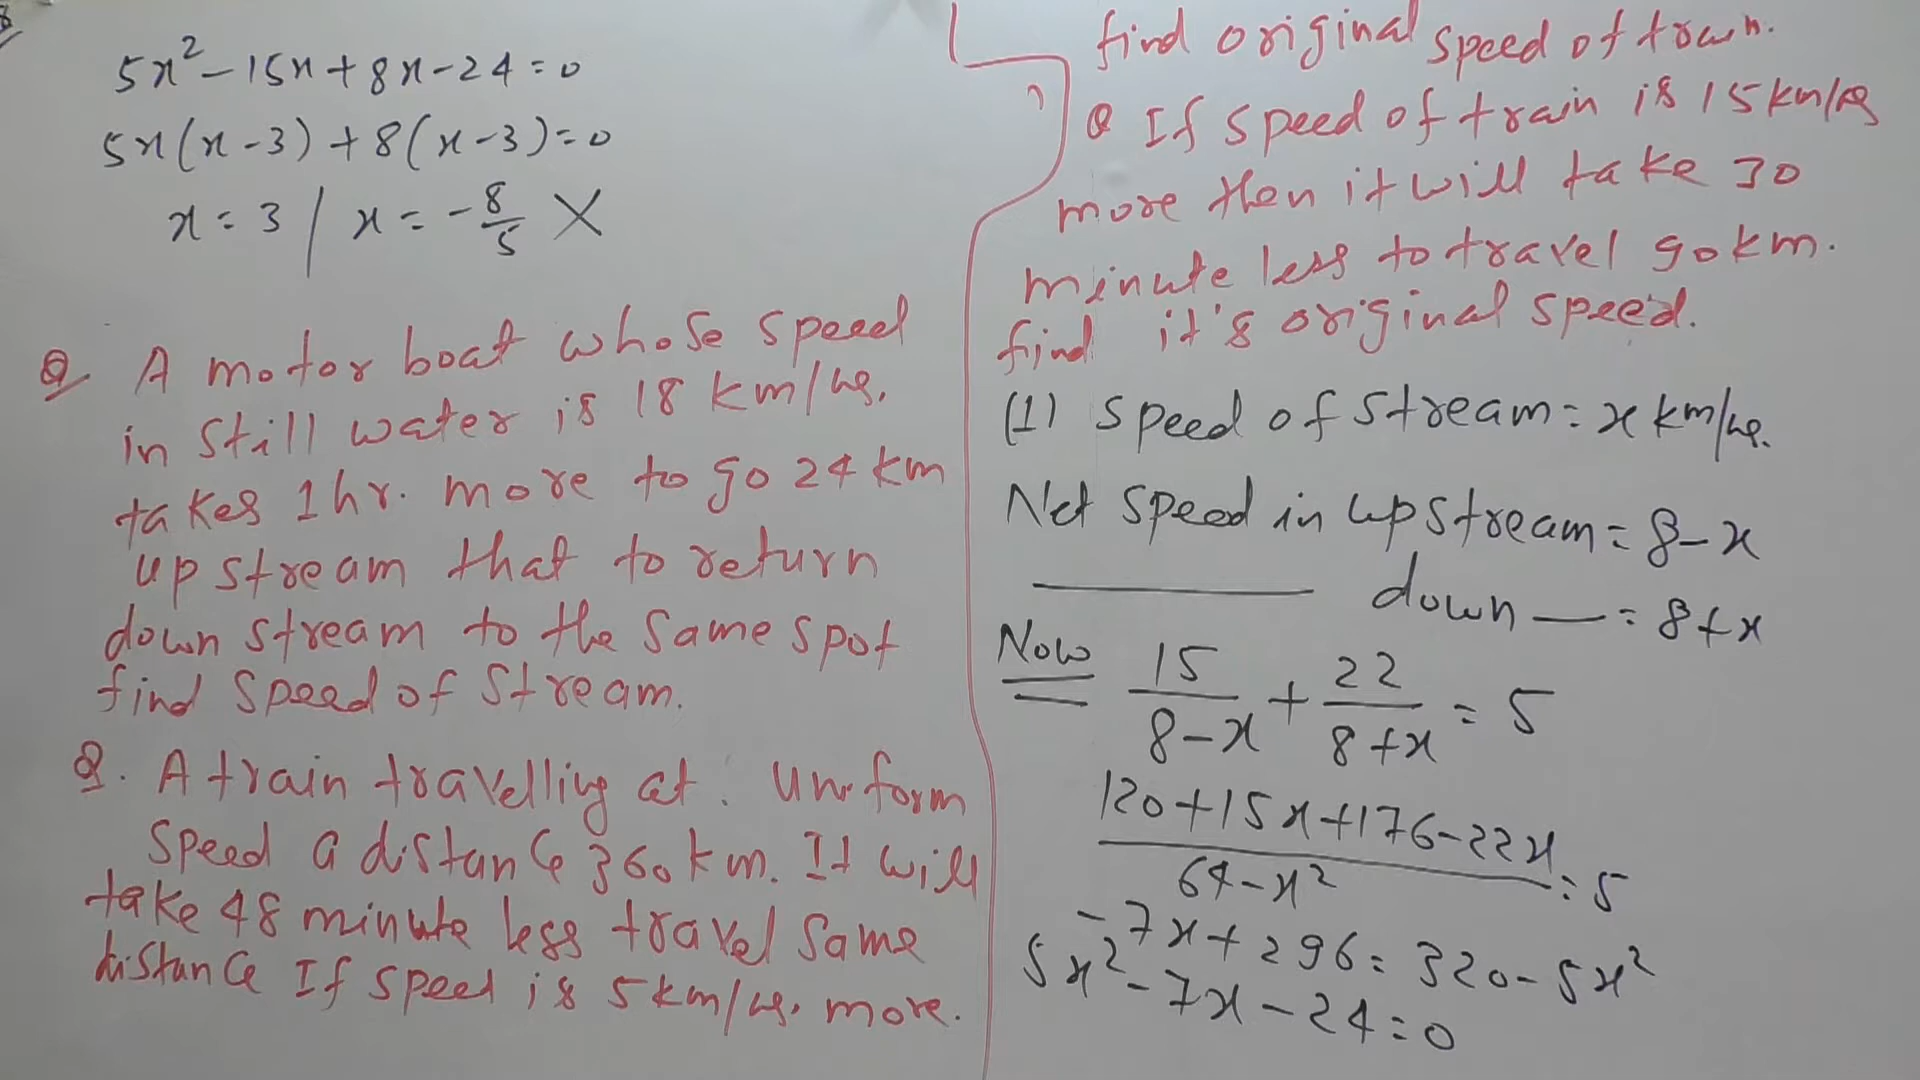 5x² - 15x + 8x - 24 = 0
5x(x - 3) + 8(x - 3) = 0
x = 3 / x = -8/5 ×
Q A motor boat whose speed
in still water is 18 km/hr.
takes 1 hr. more to go 24 km
up stream that to return
down stream to the same spot
find speed of stream.
Q. A train travelling at uniform
speed a distance 360 km. It will
take 48 minute less travel same
distance If speed is 5 km/hr. more.
find original speed of train.
Q If speed of train is 15 km/hr
more then it will take 30
minute less to travel 90 km.
find it's original speed.
(1) speed of stream = x km/hr.
Net speed in upstream = 8 - x
down — = 8 + x
Now 15/(8 - x) + 22/(8 + x) = 5
(120 + 15x + 176 - 22x)/(64 - x²) = 5
-7x + 296 = 320 - 5x²
5x² - 7x - 24 = 0